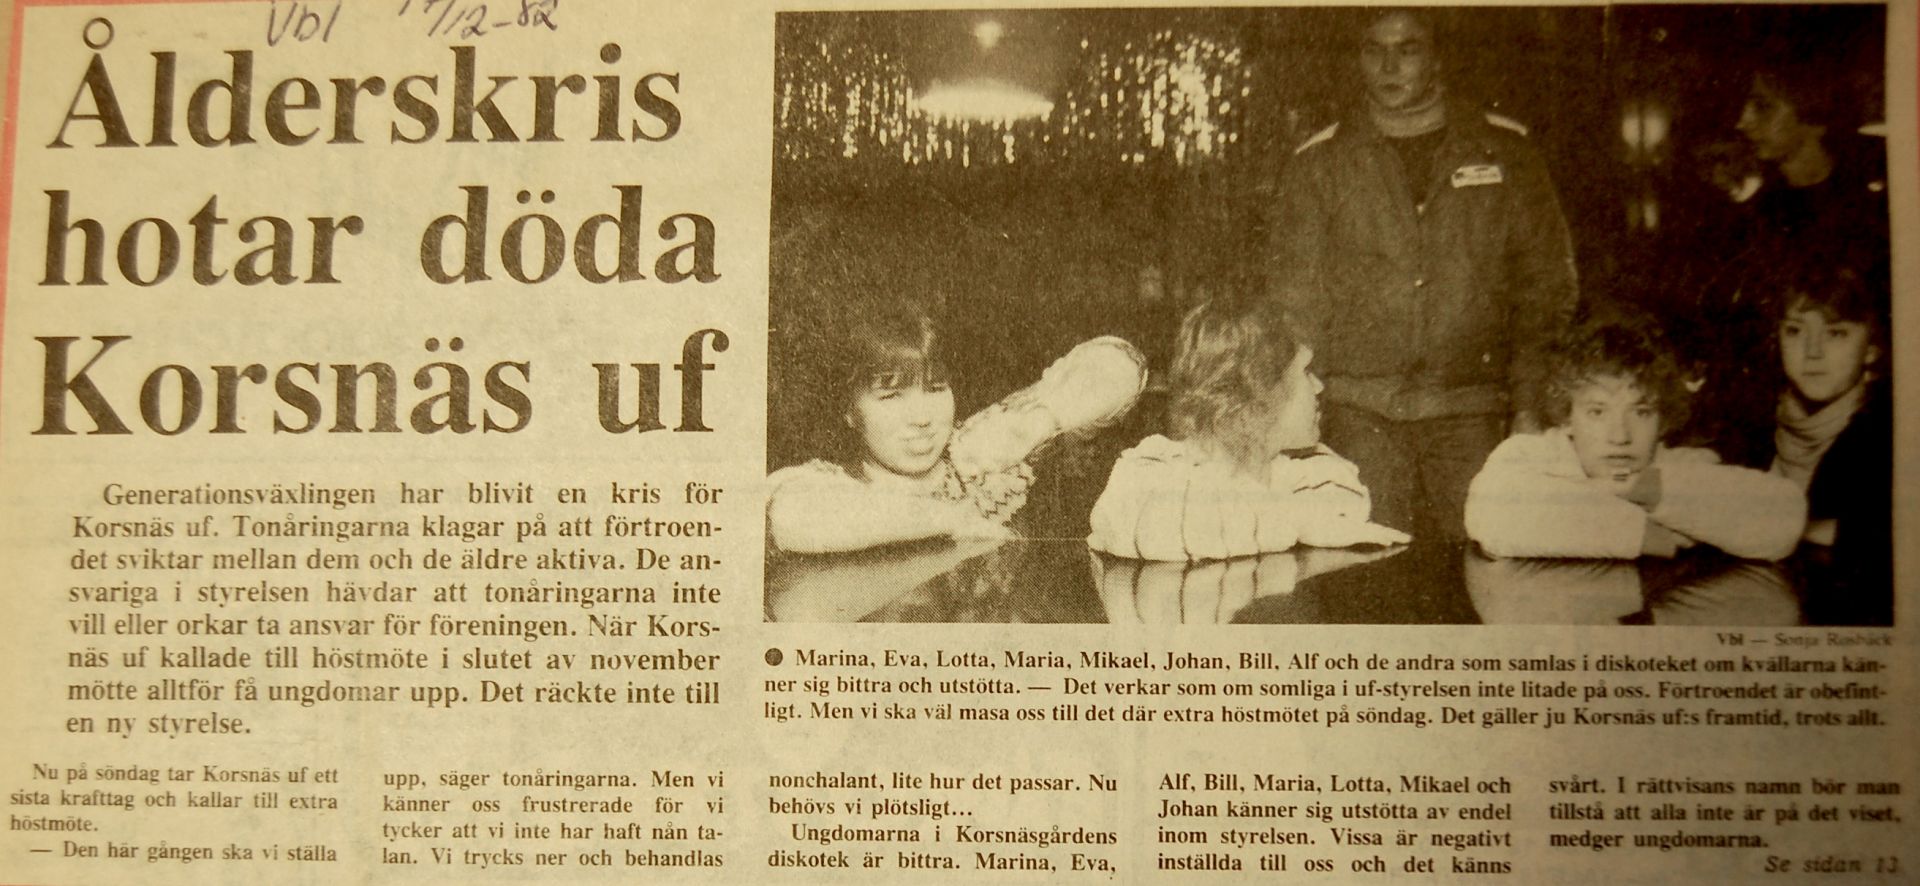 Vbl 17/12-82
Ålderskris
hotar döda
Korsnäs uf
Generationsväxlingen har blivit en kris för
Korsnäs uf. Tonåringarna klagar på att förtroen-
det sviktar mellan dem och de äldre aktiva. De an-
svariga i styrelsen hävdar att tonåringarna inte
vill eller orkar ta ansvar för föreningen. När Kors-
näs uf kallade till höstmöte i slutet av november
mötte alltför få ungdomar upp. Det räckte inte till
en ny styrelse.
Vbl — Sonja Rosbäck
● Marina, Eva, Lotta, Maria, Mikael, Johan, Bill, Alf och de andra som samlas i diskoteket om kvällarna kän-
ner sig bittra och utstötta. — Det verkar som om somliga i uf-styrelsen inte litade på oss. Förtroendet är obefint-
ligt. Men vi ska väl masa oss till det där extra höstmötet på söndag. Det gäller ju Korsnäs uf:s framtid, trots allt.
Nu på söndag tar Korsnäs uf ett
sista krafttag och kallar till extra
höstmöte.
— Den här gången ska vi ställa
upp, säger tonåringarna. Men vi
känner oss frustrerade för vi
tycker att vi inte har haft nån ta-
lan. Vi trycks ner och behandlas
nonchalant, lite hur det passar. Nu
behövs vi plötsligt...
Ungdomarna i Korsnäsgårdens
diskotek är bittra. Marina, Eva,
Alf, Bill, Maria, Lotta, Mikael och
Johan känner sig utstötta av endel
inom styrelsen. Vissa är negativt
inställda till oss och det känns
svårt. I rättvisans namn bör man
tillstå att alla inte är på det viset,
medger ungdomarna.
Se sidan 13